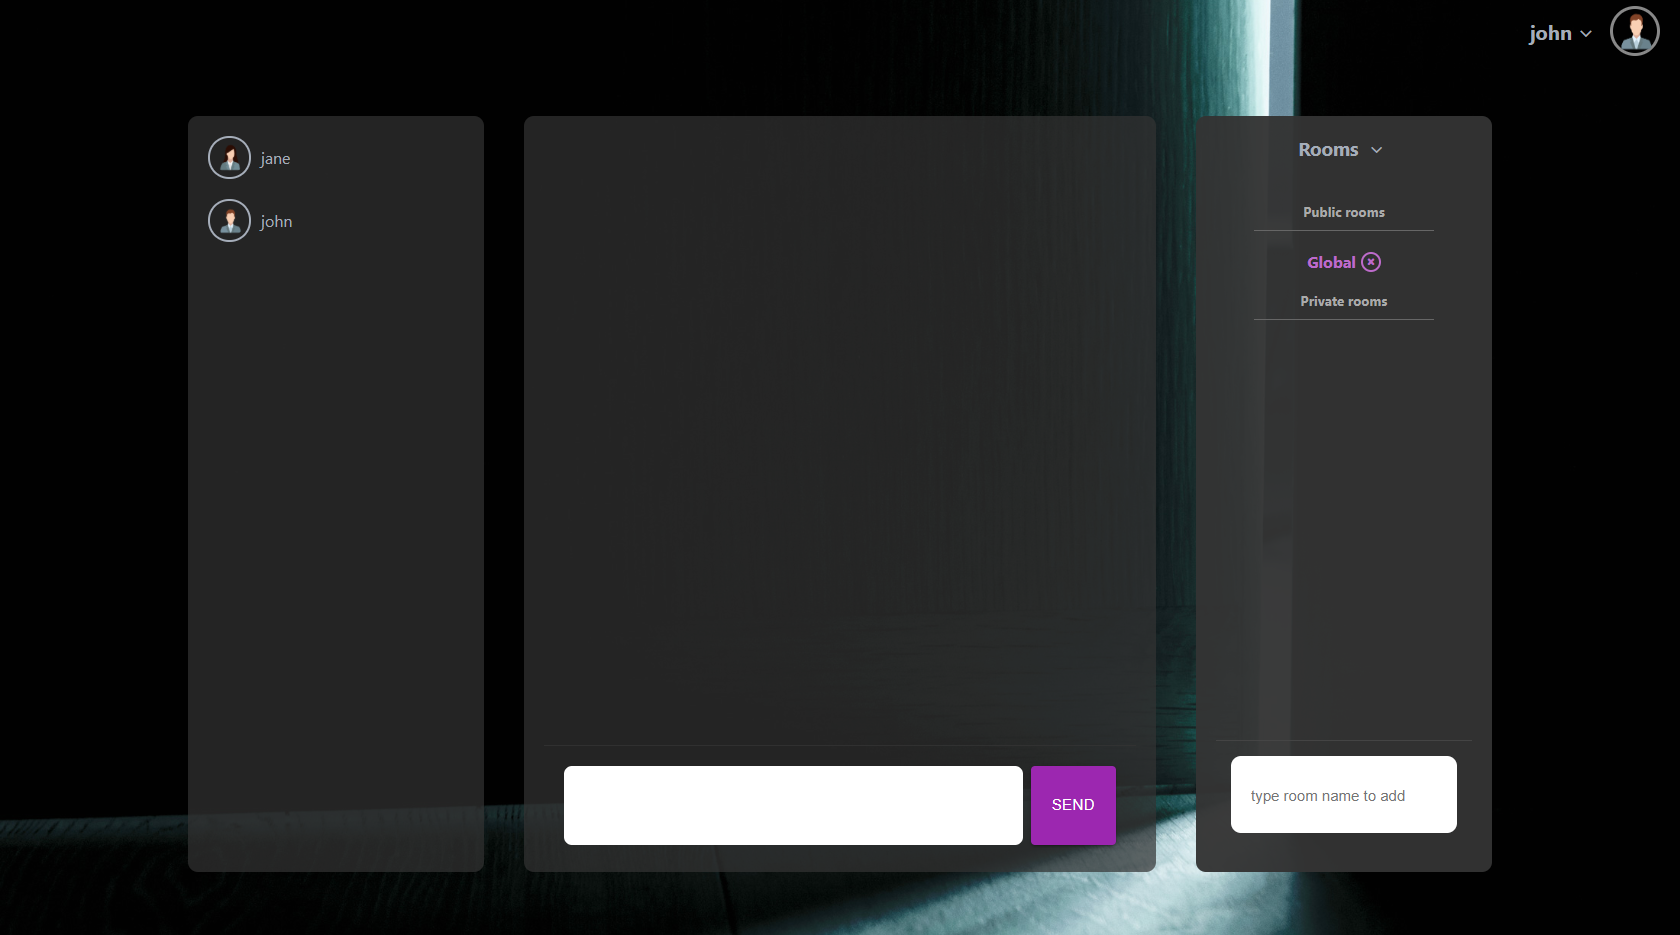 john
jane
john
Rooms
Public rooms
Global
Private rooms
SEND
type room name to add